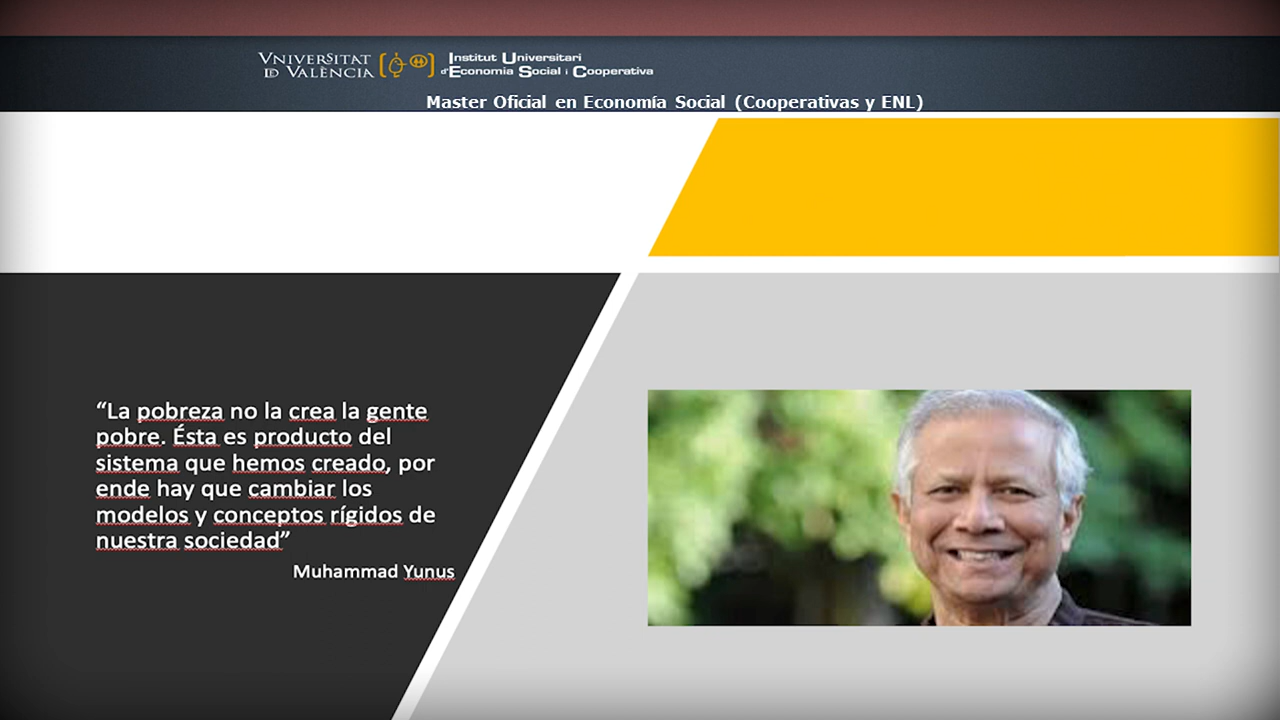 VNIVERSITAT
ID VALÈNCIA
Institut Universitari
d'Economia Social i Cooperativa
Master Oficial en Economía Social (Cooperativas y ENL)
“La pobreza no la crea la gente
pobre. Ésta es producto del
sistema que hemos creado, por
ende hay que cambiar los
modelos y conceptos rígidos de
nuestra sociedad”
Muhammad Yunus